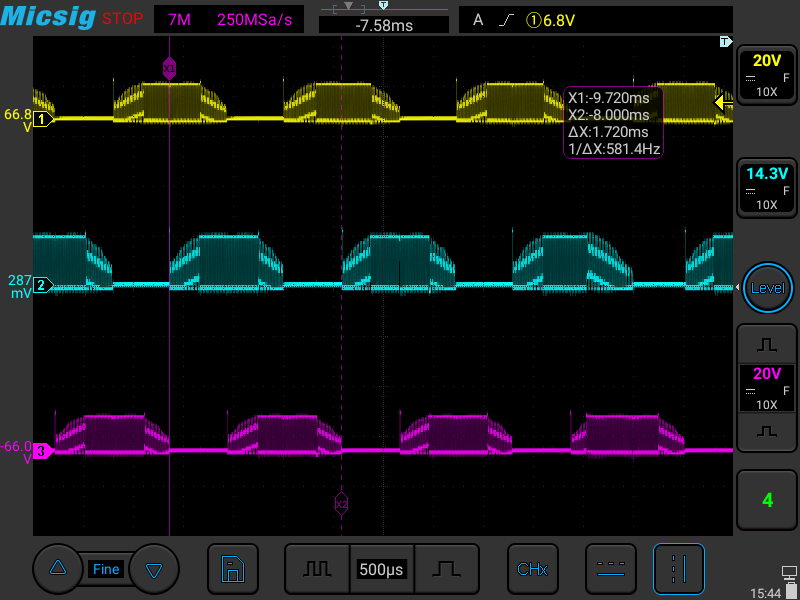 Micsig STOP 7M 250MSa/s -7.58ms A ①6.8V
T
T
20V
F
10X
X1
X1:-9.720ms
X2:-8.000ms
ΔX:1.720ms
1/ΔX:581.4Hz
66.8
V
1
14.3V
F
10X
287
mV
2
Level
20V
F
10X
-66.0
V
3
X2
4
Fine
500µs
CHx
15:44